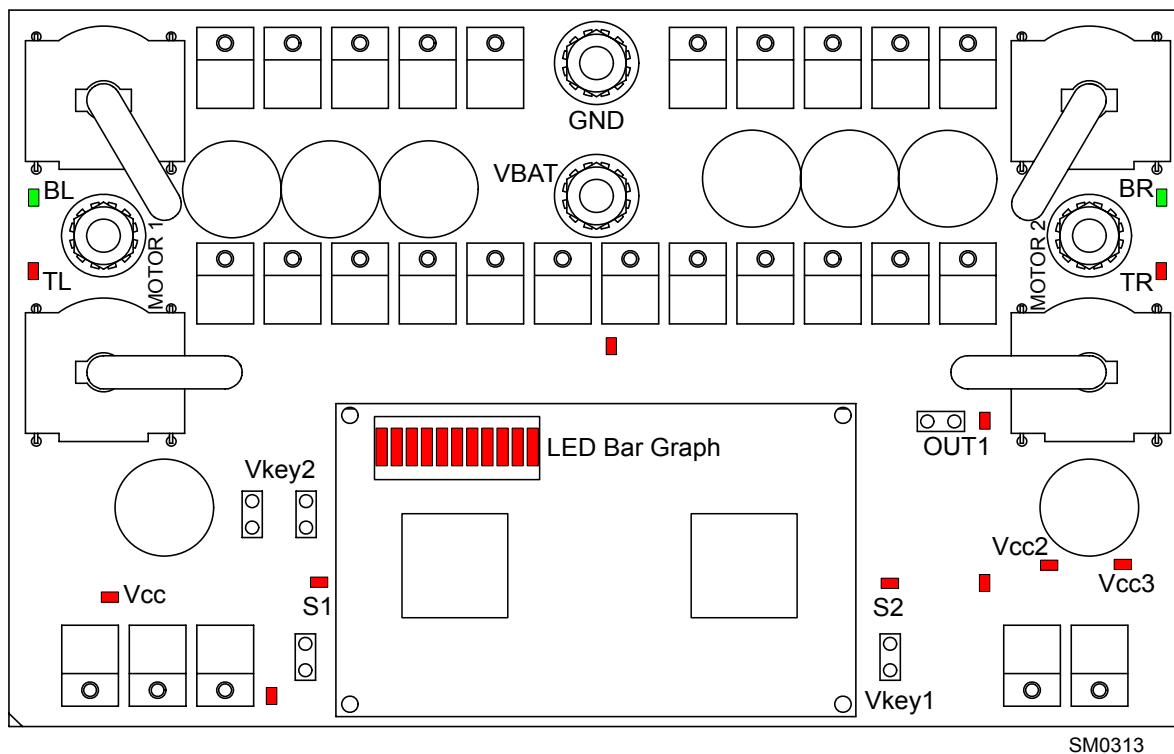 GND
VBAT
BL
BR
MOTOR 1
MOTOR 2
TL
TR
LED Bar Graph
OUT1
Vkey2
Vcc2
Vcc3
Vcc
S1
S2
Vkey1
SM0313